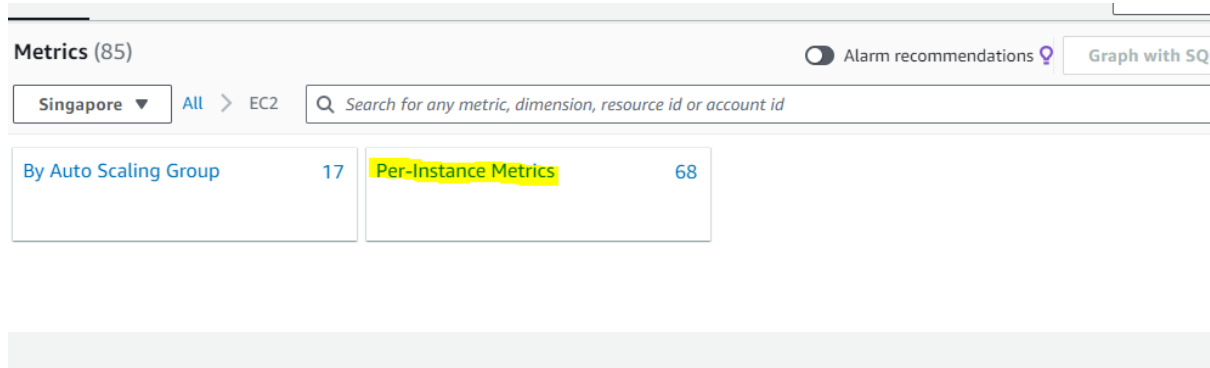 Metrics (85)
Alarm recommendations
Graph with SQ
Singapore
All > EC2
Search for any metric, dimension, resource id or account id
By Auto Scaling Group 17
Per-Instance Metrics 68